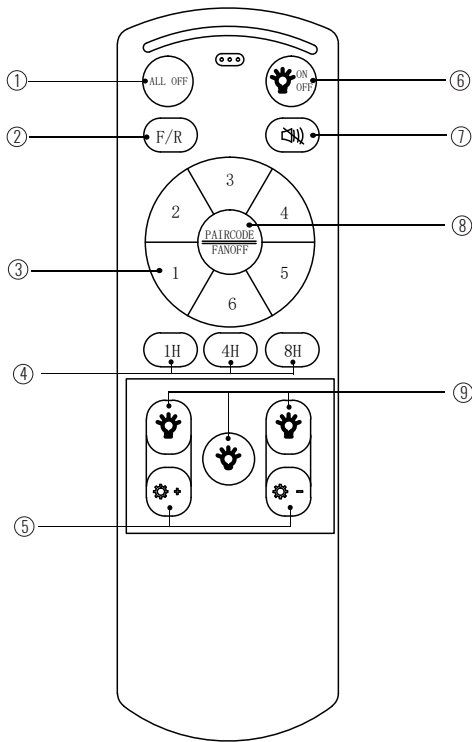 ① ALL OFF ON OFF ⑥
② F/R ⑦
3
2 4
PAIRCODE ⑧
FANOFF
③ 1 5
6
1H 4H 8H
④
⑨
+ -
⑤